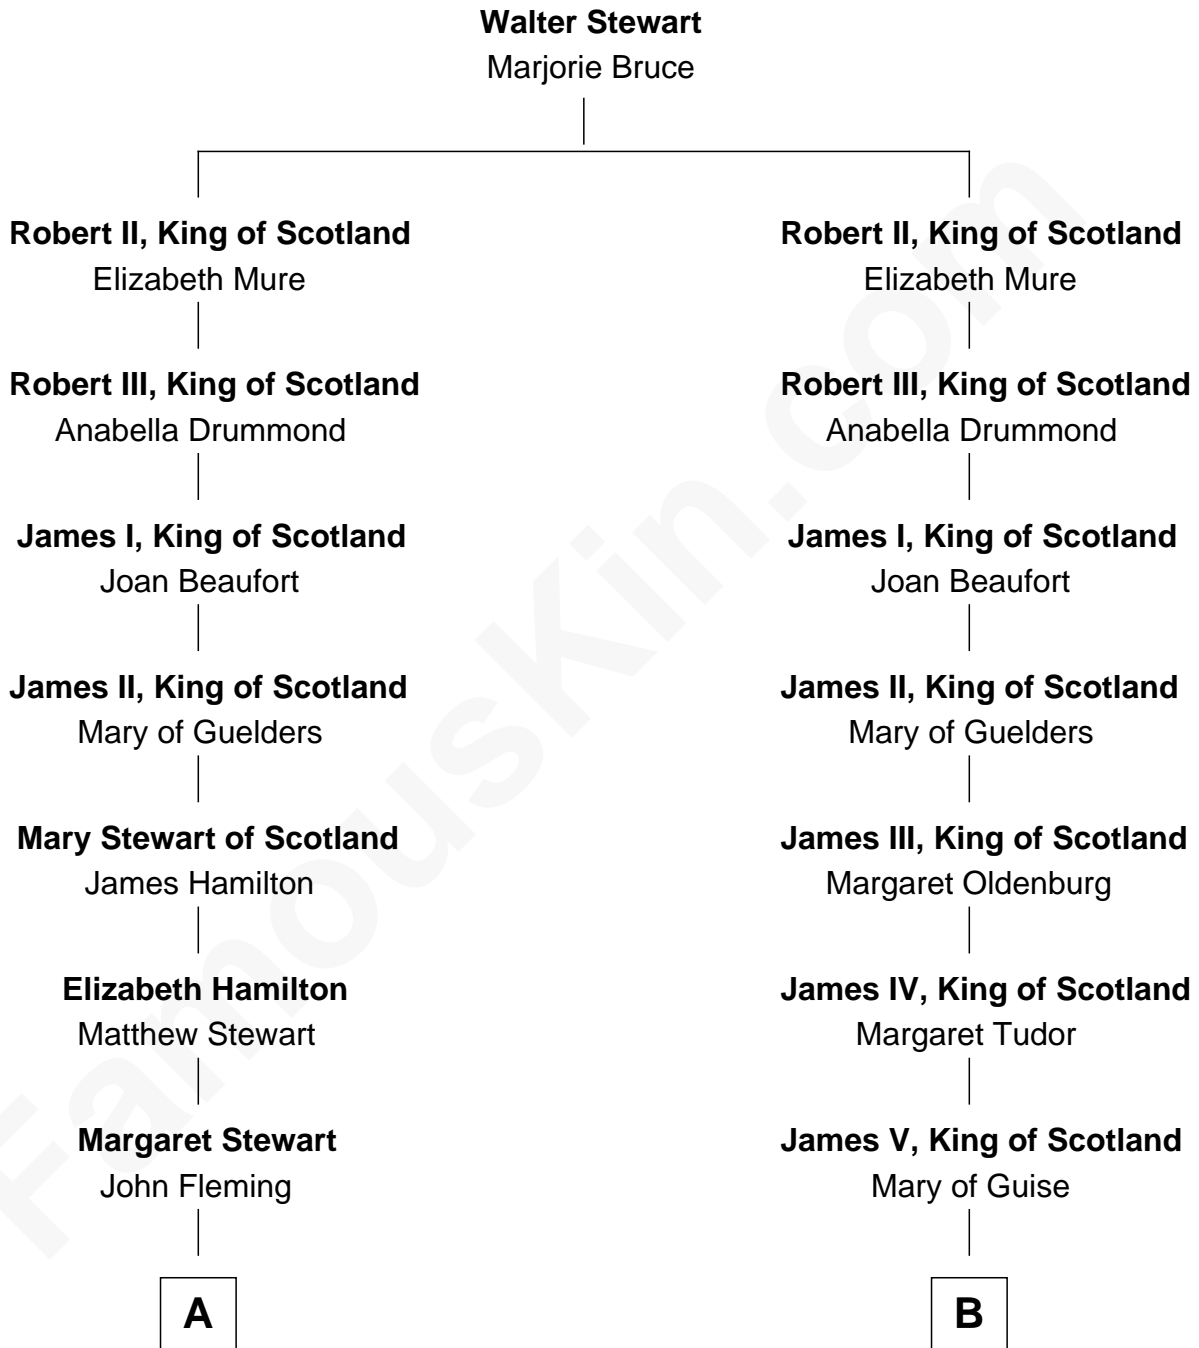 Walter Stewart
Marjorie Bruce
Robert II, King of Scotland
Elizabeth Mure
Robert III, King of Scotland
Anabella Drummond
James I, King of Scotland
Joan Beaufort
James II, King of Scotland
Mary of Guelders
Mary Stewart of Scotland
James Hamilton
Elizabeth Hamilton
Matthew Stewart
Margaret Stewart
John Fleming
A
Robert II, King of Scotland
Elizabeth Mure
Robert III, King of Scotland
Anabella Drummond
James I, King of Scotland
Joan Beaufort
James II, King of Scotland
Mary of Guelders
James III, King of Scotland
Margaret Oldenburg
James IV, King of Scotland
Margaret Tudor
James V, King of Scotland
Mary of Guise
B
FamousKin.com